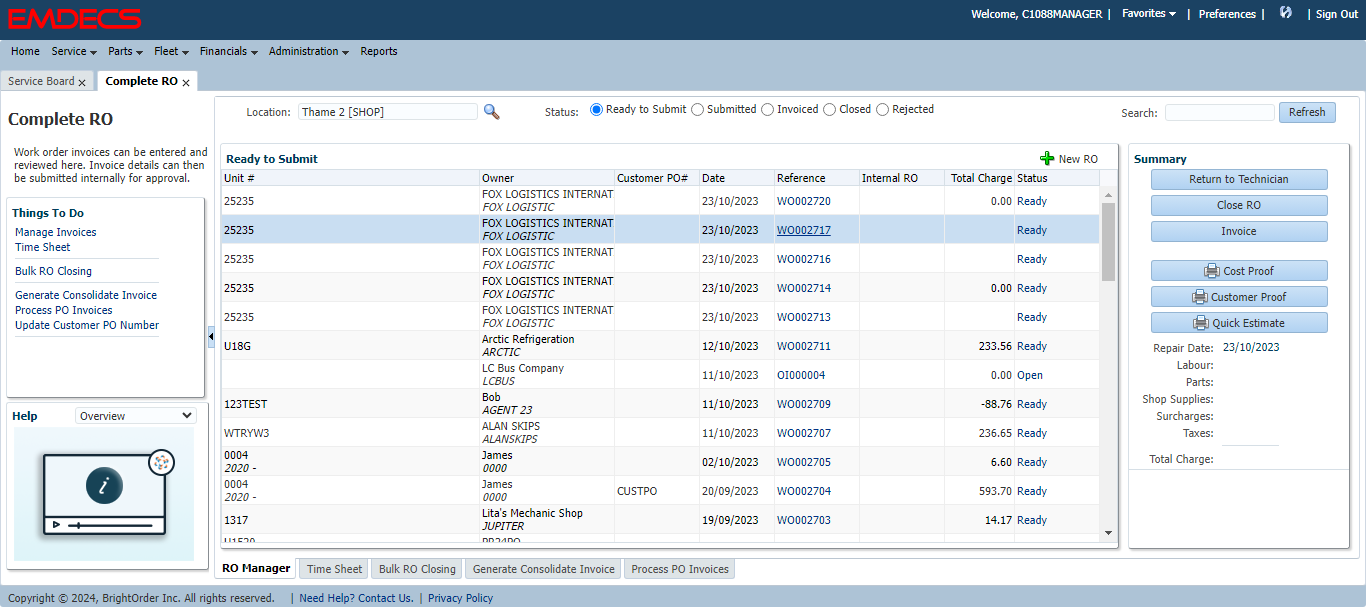 EMDECS
Welcome, C1088MANAGER | Favorites | Preferences | | Sign Out
Home Service Parts Fleet Financials Administration Reports
Service Board x Complete RO x
Complete RO
Work order invoices can be entered and
reviewed here. Invoice details can then
be submitted internally for approval.
Things To Do
Manage Invoices
Time Sheet
Bulk RO Closing
Generate Consolidate Invoice
Process PO Invoices
Update Customer PO Number
Help Overview
i
Location: Thame 2 [SHOP] Status: Ready to Submit Submitted Invoiced Closed Rejected Search: Refresh
Ready to Submit New RO
Unit # Owner Customer PO# Date Reference Internal RO Total Charge Status
25235 FOX LOGISTICS INTERNAT 23/10/2023 WO002720 0.00 Ready
FOX LOGISTIC
25235 FOX LOGISTICS INTERNAT 23/10/2023 WO002717 Ready
FOX LOGISTIC
25235 FOX LOGISTICS INTERNAT 23/10/2023 WO002716 Ready
FOX LOGISTIC
25235 FOX LOGISTICS INTERNAT 23/10/2023 WO002714 0.00 Ready
FOX LOGISTIC
25235 FOX LOGISTICS INTERNAT 23/10/2023 WO002713 Ready
FOX LOGISTIC
U18G Arctic Refrigeration 12/10/2023 WO002711 233.56 Ready
ARCTIC
LC Bus Company 11/10/2023 OI000004 0.00 Open
LCBUS
123TEST Bob 11/10/2023 WO002709 -88.76 Ready
AGENT 23
WTRYW3 ALAN SKIPS 11/10/2023 WO002707 236.65 Ready
ALANSKIPS
0004 James 02/10/2023 WO002705 6.60 Ready
2020 - 0000
0004 James CUSTPO 20/09/2023 WO002704 593.70 Ready
2020 - 0000
1317 Lita's Mechanic Shop 19/09/2023 WO002703 14.17 Ready
JUPITER
Summary
Return to Technician
Close RO
Invoice
Cost Proof
Customer Proof
Quick Estimate
Repair Date: 23/10/2023
Labour:
Parts:
Shop Supplies:
Surcharges:
Taxes:
Total Charge:
RO Manager Time Sheet Bulk RO Closing Generate Consolidate Invoice Process PO Invoices
Copyright © 2024, BrightOrder Inc. All rights reserved. | Need Help? Contact Us. | Privacy Policy